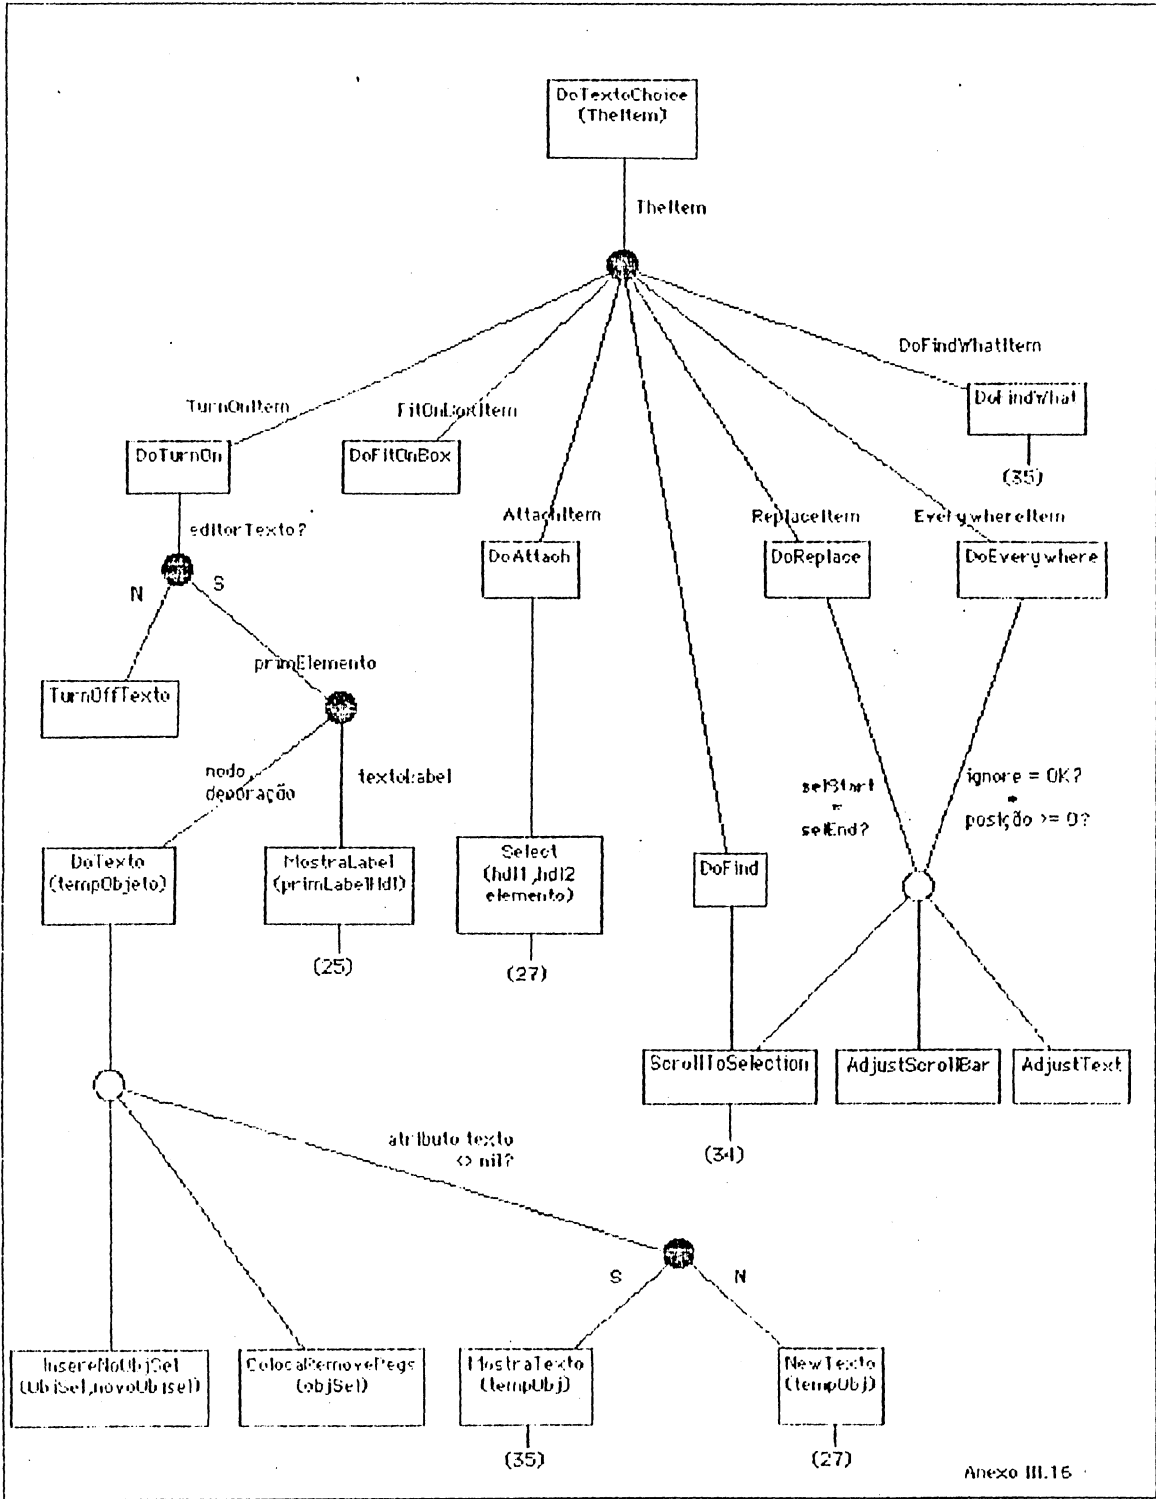 DoTextoChoice
(TheItem)
TheItem
DoFindWhatItem
DoFindWhat
(35)
TurnOnItem
FitOnBoxItem
DoTurnOn
DoFitOnBox
AttachItem
ReplaceItem
EverywhereItem
editorTexto?
DoAttach
DoReplace
DoEverywhere
N
S
primElemento
TurnOffTexto
nodo
decoração
textoLabel
selStart
=
selEnd?
ignore = OK?
posição >= 0?
DoTexto
(tempObjeto)
MostraLabel
(primLabelHdl)
(25)
Select
(hdl1,hdl2
elemento)
(27)
DoFind
ScrollToSelection
AdjustScrollBar
AdjustText
(34)
atributo texto
<> nil?
S
N
InsereNoObjSel
(ObjSel,novoObjsel)
ColocaRemovePegs
(objSel)
MostraTexto
(tempObj)
NewTexto
(tempObj)
(35)
(27)
Anexo III.16